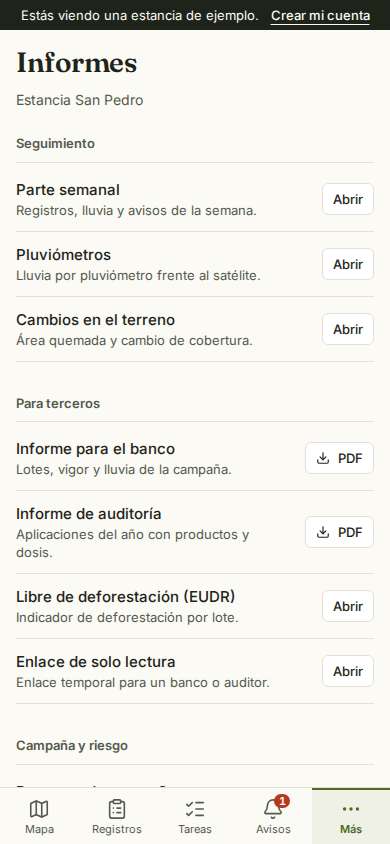 Estás viendo una estancia de ejemplo. Crear mi cuenta
Informes
Estancia San Pedro
Seguimiento
Parte semanal
Registros, lluvia y avisos de la semana.
Abrir
Pluviómetros
Lluvia por pluviómetro frente al satélite.
Abrir
Cambios en el terreno
Área quemada y cambio de cobertura.
Abrir
Para terceros
Informe para el banco
Lotes, vigor y lluvia de la campaña.
PDF
Informe de auditoría
Aplicaciones del año con productos y
dosis.
PDF
Libre de deforestación (EUDR)
Indicador de deforestación por lote.
Abrir
Enlace de solo lectura
Enlace temporal para un banco o auditor.
Abrir
Campaña y riesgo
Mapa
Registros
Tareas
1
Avisos
Más